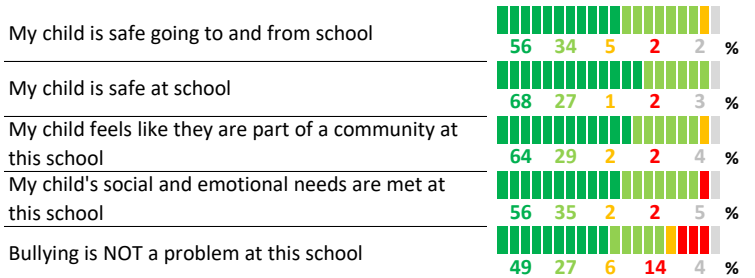 My child is safe going to and from school
56 34 5 2 2 %
My child is safe at school
68 27 1 2 3 %
My child feels like they are part of a community at
this school
64 29 2 2 4 %
My child's social and emotional needs are met at
this school
56 35 2 2 5 %
Bullying is NOT a problem at this school
49 27 6 14 4 %